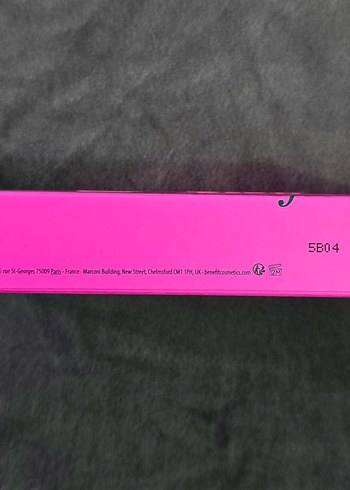 5B04
rue St-Georges 75009 Paris - France - Marconi Building, New Street, Chelmsford CM1 1PH, UK - benefitcosmetics.com